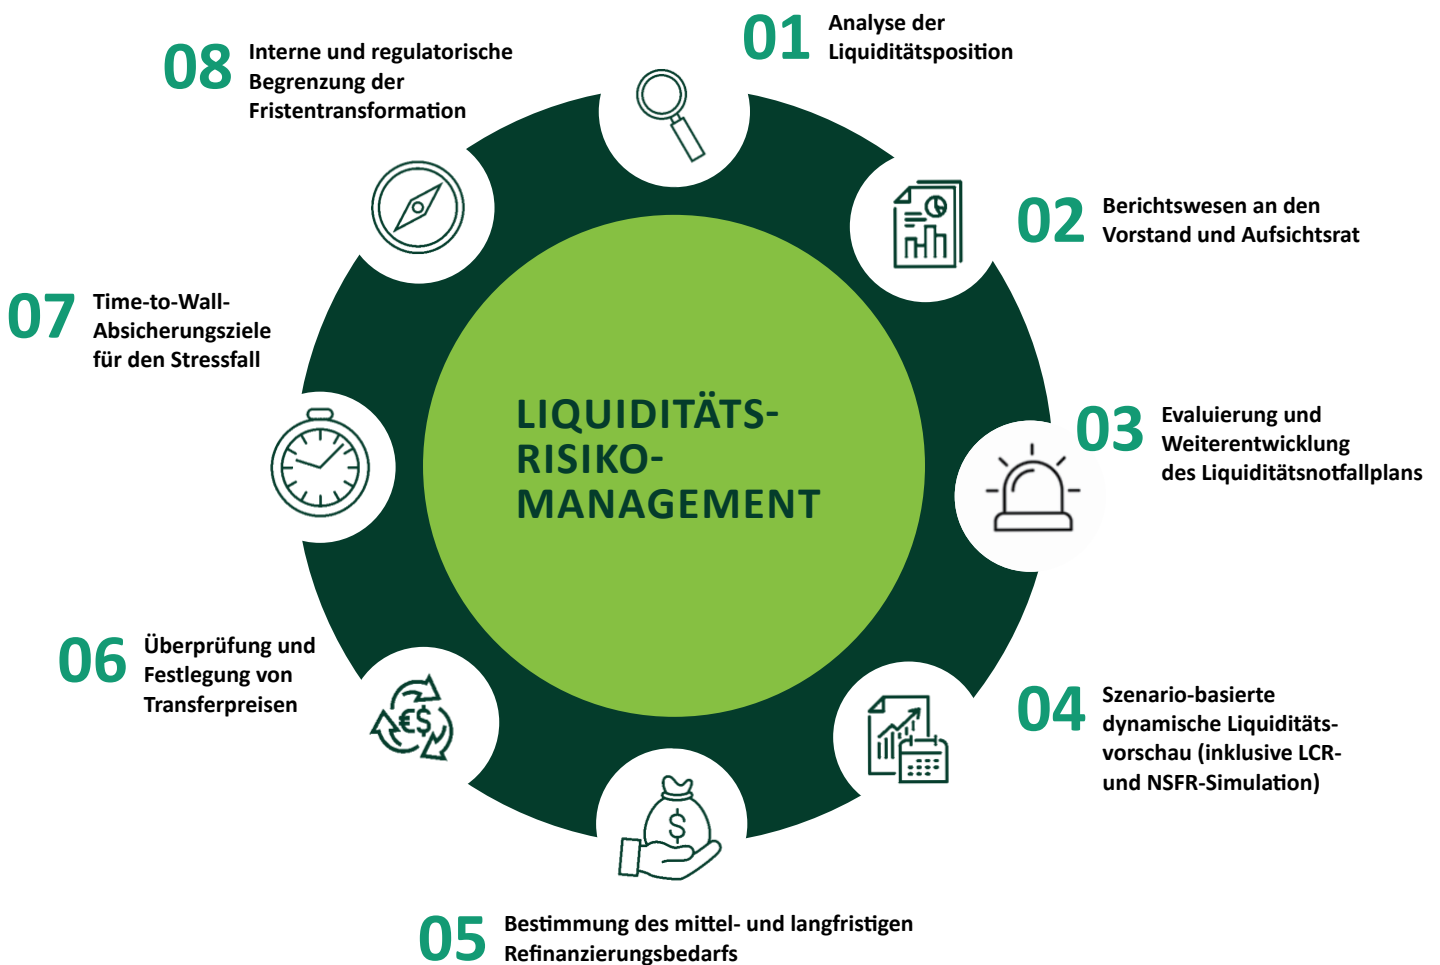 01
Analyse der
Liquiditätsposition
02
Berichtswesen an den
Vorstand und Aufsichtsrat
03
Evaluierung und
Weiterentwicklung
des Liquiditätsnotfallplans
04
Szenario-basierte
dynamische Liquiditäts-
vorschau (inklusive LCR-
und NSFR-Simulation)
05
Bestimmung des mittel- und langfristigen
Refinanzierungsbedarfs
06
Überprüfung und
Festlegung von
Transferpreisen
07
Time-to-Wall-
Absicherungsziele
für den Stressfall
08
Interne und regulatorische
Begrenzung der
Fristentransformation
LIQUIDITÄTS-
RISIKO-
MANAGEMENT
€$
$